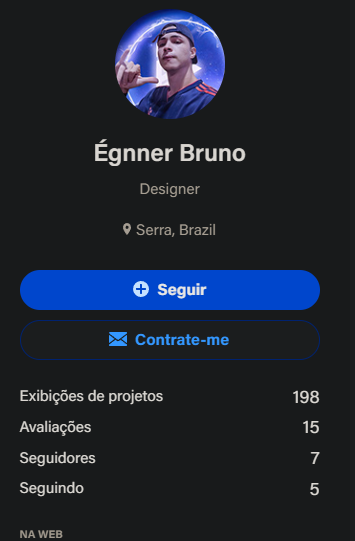 Égnner Bruno
Designer
Serra, Brazil
Seguir
Contrate-me
Exibições de projetos 198
Avaliações 15
Seguidores 7
Seguindo 5
NA WEB